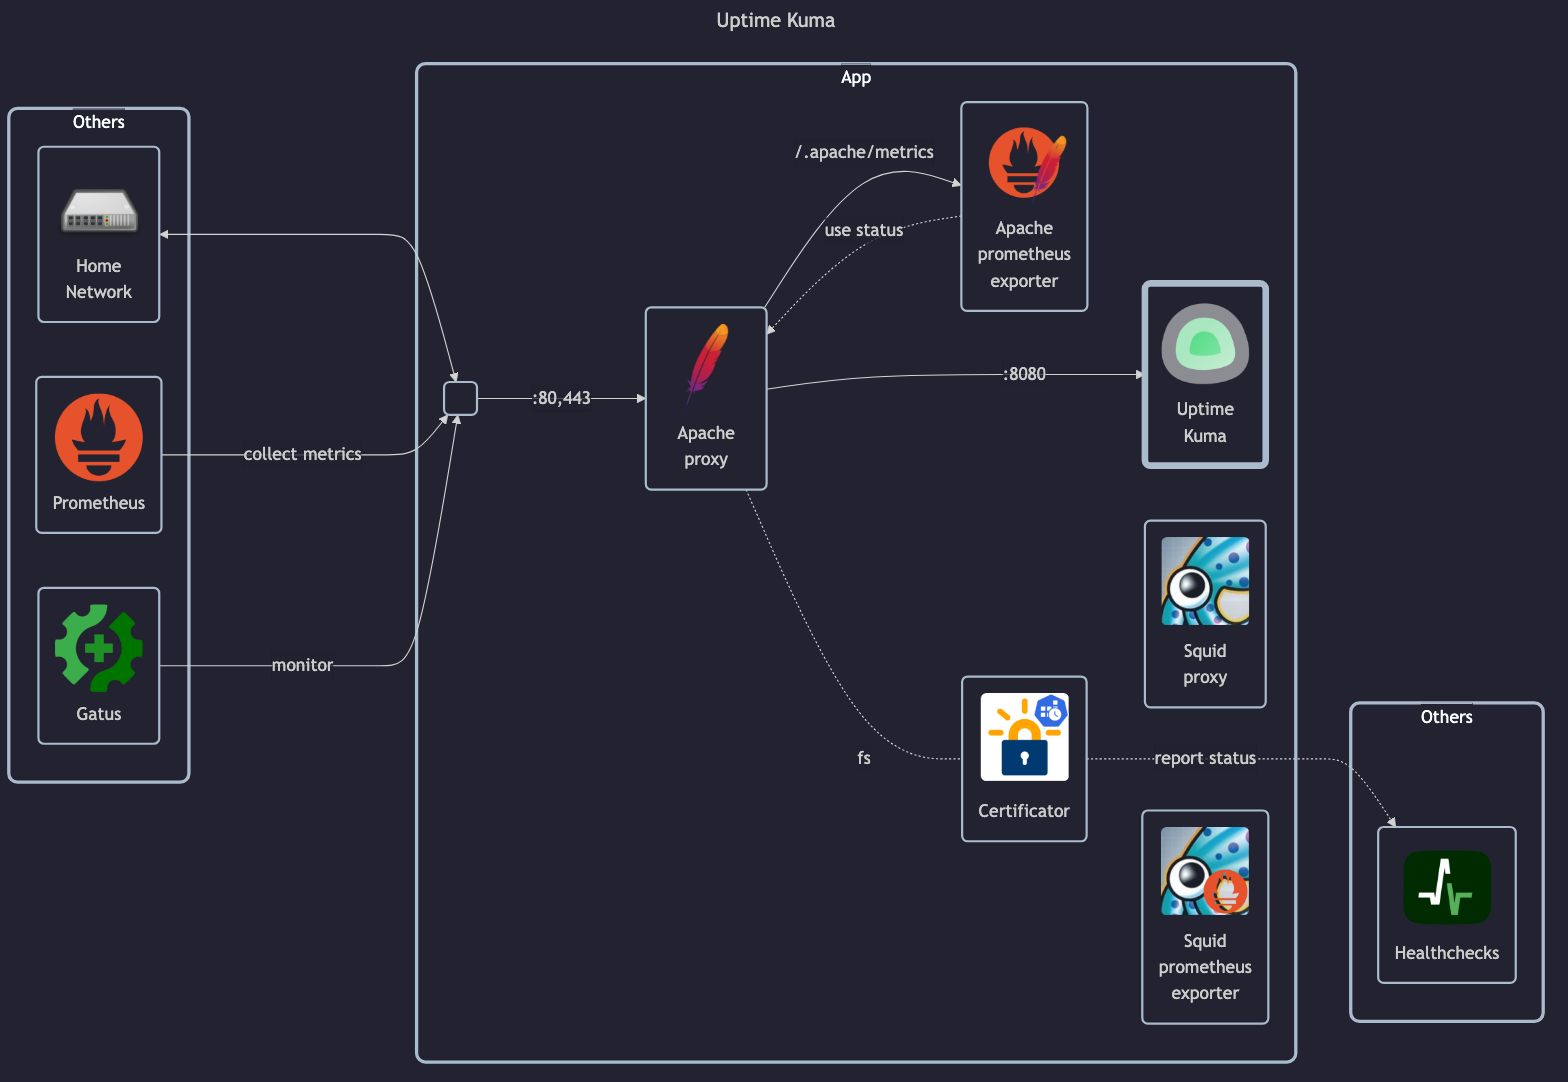 Uptime Kuma
App
Others
Home
Network
collect metrics
Prometheus
monitor
Gatus
:80,443
Apache
proxy
/.apache/metrics
use status
Apache
prometheus
exporter
:8080
Uptime
Kuma
Squid
proxy
fs
Certificator
report status
Squid
prometheus
exporter
Others
Healthchecks